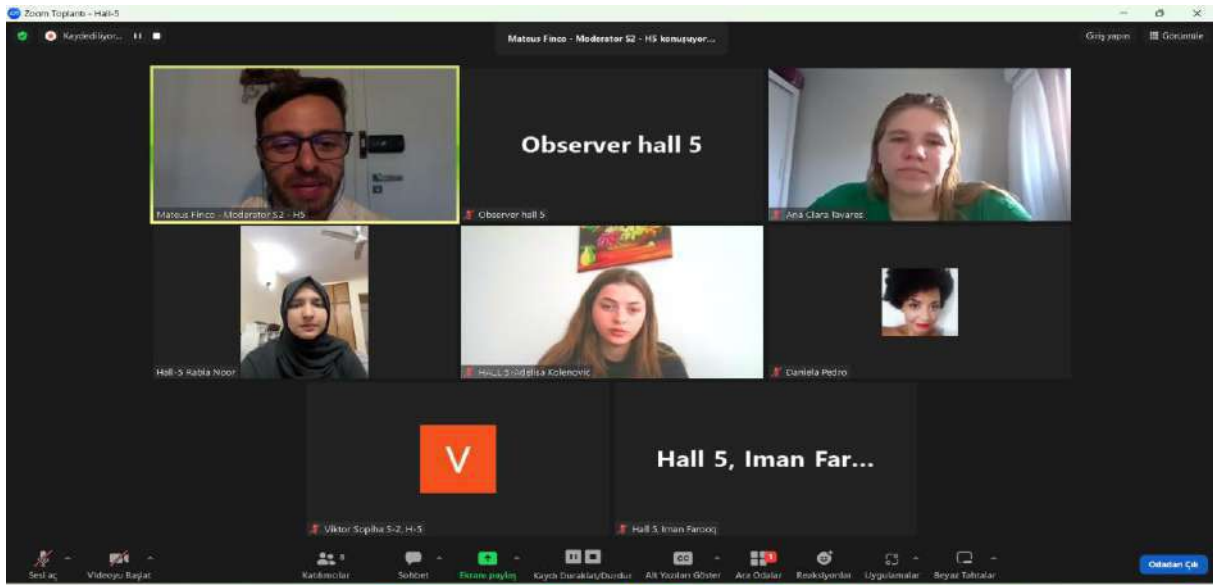 Zoom Toplantı - Hall-5
Kaydediliyor...
Mateus Finco - Moderator S2 - H5 konuşuyor...
Giriş yapın
Görüntüle
Mateus Finco - Moderator S2 - H5
Observer hall 5
Observer hall 5
Ana Clara Tavares
Hall-5 Rabia Noor
HALL 5-Adelisa Kolenovic
Daniela Pedro
V
Viktor Sopiha S-2, H-5
Hall 5, Iman Far...
Hall 5, Iman Farooq
Sesi aç
Videoyu Başlat
Katılımcılar
Sohbet
Ekranı paylaş
Kaydı Duraklat/Durdur
CC
Alt Yazıları Göster
Ara Odalar
Reaksiyonlar
Uygulamalar
Beyaz Tahtalar
Odadan Çık